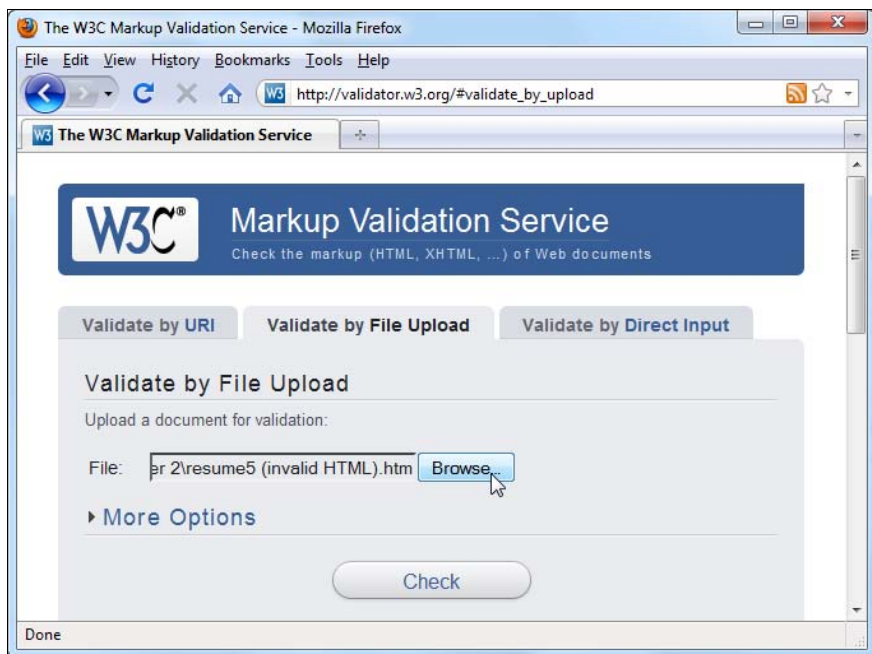 The W3C Markup Validation Service - Mozilla Firefox
File Edit View History Bookmarks Tools Help
W3 http://validator.w3.org/#validate_by_upload
W3 The W3C Markup Validation Service
W3C® Markup Validation Service
Check the markup (HTML, XHTML, ...) of Web documents
Validate by URI Validate by File Upload Validate by Direct Input
Validate by File Upload
Upload a document for validation:
File: er 2\resume5 (invalid HTML).htm Browse...
More Options
Check
Done